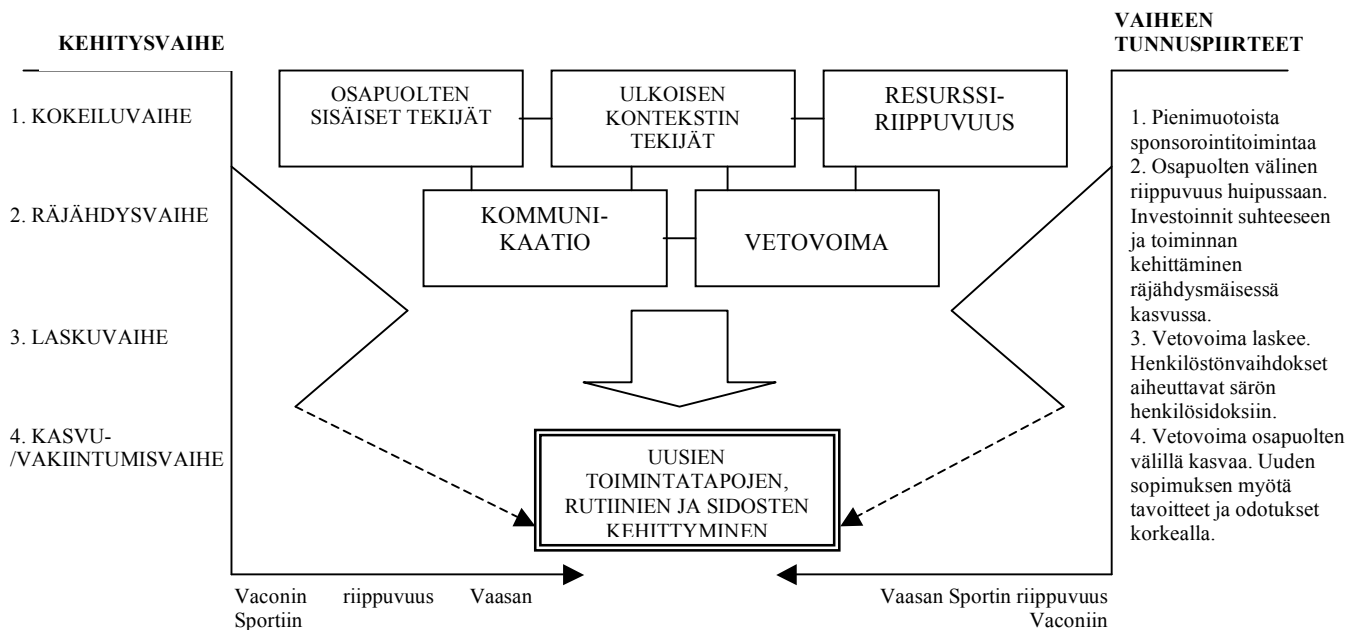 KEHITYSVAIHE
1. KOKEILUVAIHE
2. RÄJÄHDYSVAIHE
3. LASKUVAIHE
4. KASVU-
/VAKIINTUMISVAIHE
OSAPUOLTEN
SISÄISET TEKIJÄT
ULKOISEN
KONTEKSTIN
TEKIJÄT
RESURSSI-
RIIPPUVUUS
KOMMUNI-
KAATIO
VETOVOIMA
UUSIEN
TOIMINTATAPOJEN,
RUTIINIEN JA SIDOSTEN
KEHITTYMINEN
VAIHEEN
TUNNUSPIIRTEET
1. Pienimuotoista
sponsorointitoimintaa
2. Osapuolten välinen
riippuvuus huipussaan.
Investoinnit suhteeseen
ja toiminnan
kehittäminen
räjähdysmäisessä
kasvussa.
3. Vetovoima laskee.
Henkilöstönvaihdokset
aiheuttavat särön
henkilösidoksiin.
4. Vetovoima osapuolten
välillä kasvaa. Uuden
sopimuksen myötä
tavoitteet ja odotukset
korkealla.
Vaconin riippuvuus Vaasan
Sportiin
Vaasan Sportin riippuvuus
Vaconiin